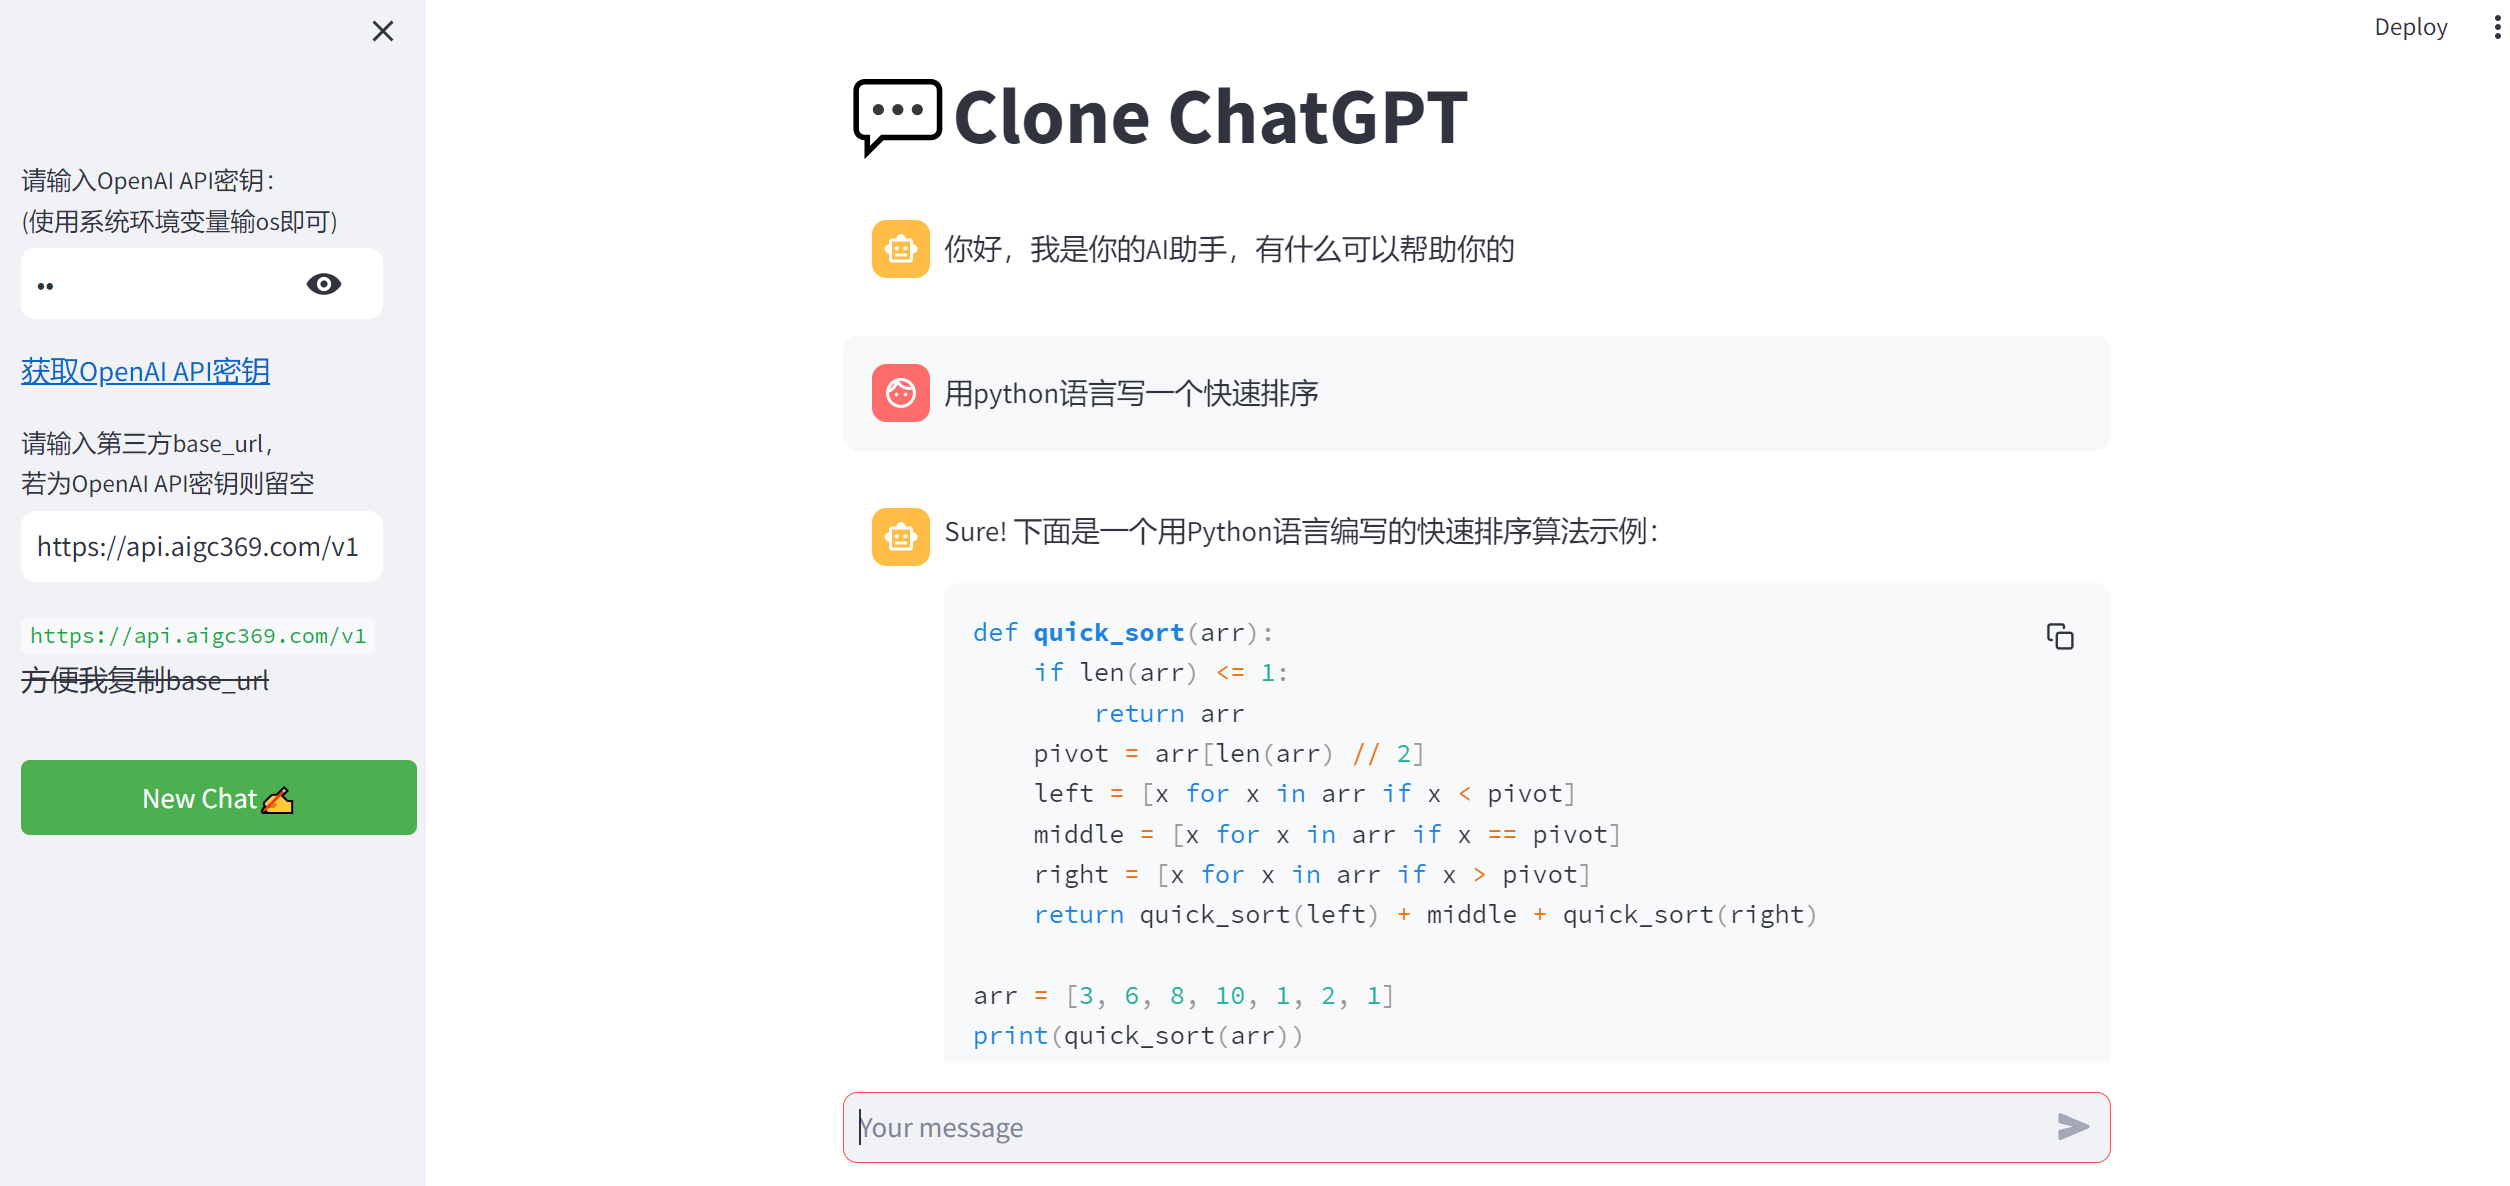 请输入OpenAI API密钥：
(使用系统环境变量输os即可)
••
获取OpenAI API密钥
请输入第三方base_url，
若为OpenAI API密钥则留空
https://api.aigc369.com/v1
https://api.aigc369.com/v1
方便我复制base_url
New Chat✍️
Deploy
💬Clone ChatGPT
你好，我是你的AI助手，有什么可以帮助你的
用python语言写一个快速排序
Sure! 下面是一个用Python语言编写的快速排序算法示例：
def quick_sort(arr):
    if len(arr) <= 1:
        return arr
    pivot = arr[len(arr) // 2]
    left = [x for x in arr if x < pivot]
    middle = [x for x in arr if x == pivot]
    right = [x for x in arr if x > pivot]
    return quick_sort(left) + middle + quick_sort(right)
arr = [3, 6, 8, 10, 1, 2, 1]
print(quick_sort(arr))
Your message